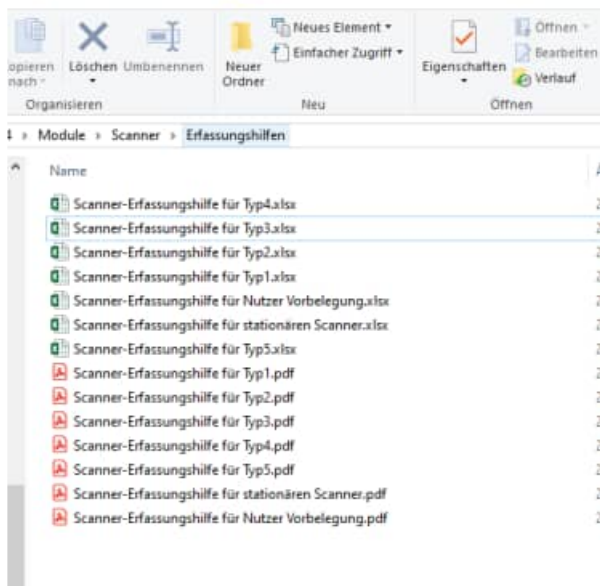 Neues Element
Öffnen
Einfacher Zugriff
Bearbeiten
opieren
nach
Löschen
Umbenennen
Neuer
Ordner
Eigenschaften
Verlauf
Organisieren
Neu
Öffnen
Module
Scanner
Erfassungshilfen
Name
Scanner-Erfassungshilfe für Typ4.xlsx
Scanner-Erfassungshilfe für Typ3.xlsx
Scanner-Erfassungshilfe für Typ2.xlsx
Scanner-Erfassungshilfe für Typ1.xlsx
Scanner-Erfassungshilfe für Nutzer Vorbelegung.xlsx
Scanner-Erfassungshilfe für stationären Scanner.xlsx
Scanner-Erfassungshilfe für Typ5.xlsx
Scanner-Erfassungshilfe für Typ1.pdf
Scanner-Erfassungshilfe für Typ2.pdf
Scanner-Erfassungshilfe für Typ3.pdf
Scanner-Erfassungshilfe für Typ4.pdf
Scanner-Erfassungshilfe für Typ5.pdf
Scanner-Erfassungshilfe für stationären Scanner.pdf
Scanner-Erfassungshilfe für Nutzer Vorbelegung.pdf